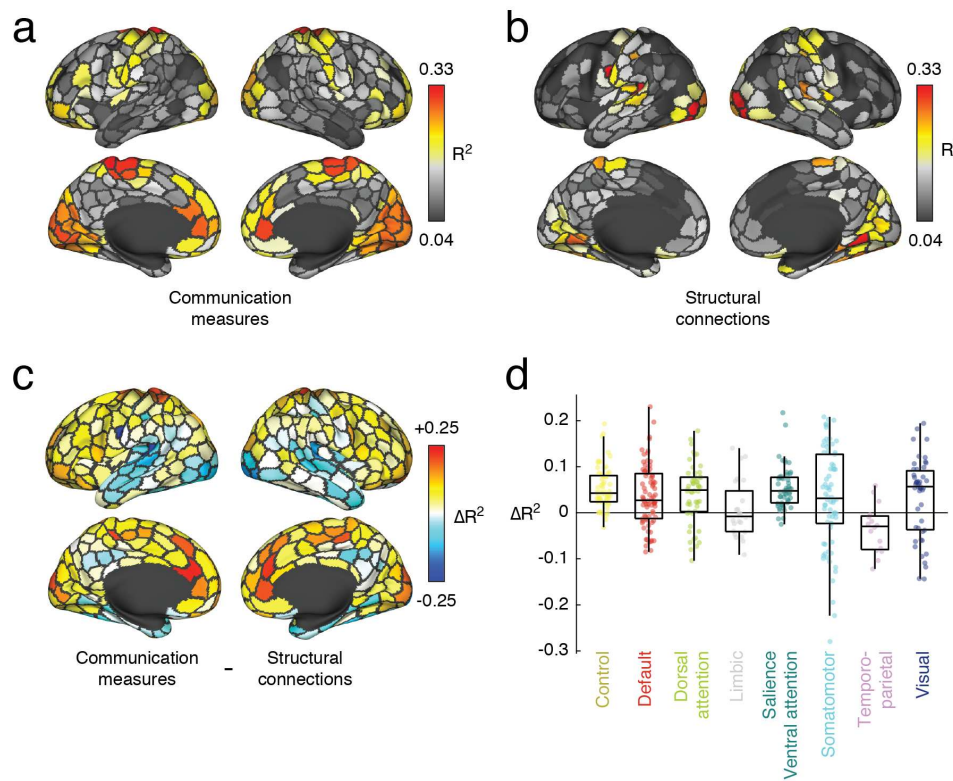 a
0.33
R²
0.04
Communication
measures
b
0.33
R
0.04
Structural
connections
c
+0.25
ΔR²
-0.25
Communication
measures
-
Structural
connections
d
0.2
0.1
ΔR²
0
-0.1
-0.2
-0.3
Control
Default
Dorsal
attention
Limbic
Salience
Ventral attention
Somatomotor
Temporo-
parietal
Visual